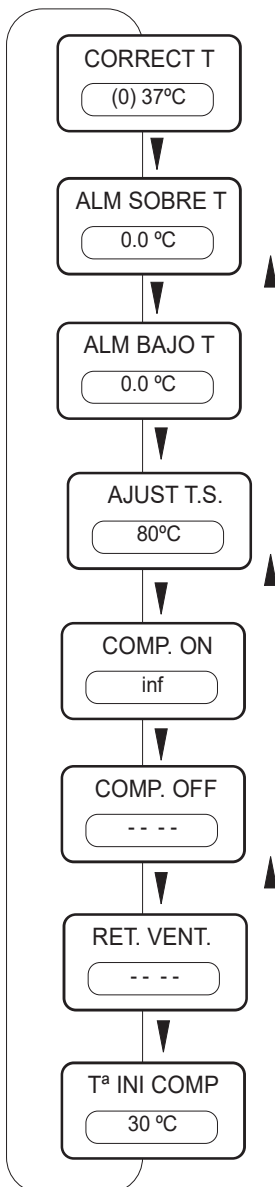 CORRECT T
(0) 37ºC
ALM SOBRE T
0.0 ºC
ALM BAJO T
0.0 ºC
AJUST T.S.
80ºC
COMP. ON
inf
COMP. OFF
-- --
RET. VENT.
-- --
Tª INI COMP
30 ºC